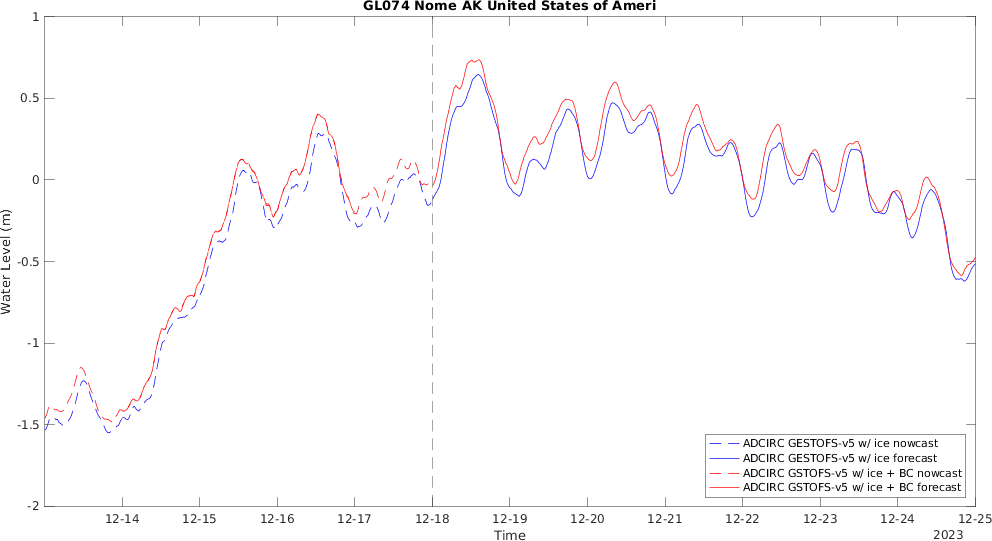 GL074 Nome AK United States of Ameri
1
0.5
0
-0.5
-1
-1.5
-2
Water Level (m)
12-14 12-15 12-16 12-17 12-18 12-19 12-20 12-21 12-22 12-23 12-24 12-25
Time
2023
ADCIRC GESTOFS-v5 w/ ice nowcast
ADCIRC GESTOFS-v5 w/ ice forecast
ADCIRC GSTOFS-v5 w/ ice + BC nowcast
ADCIRC GSTOFS-v5 w/ ice + BC forecast